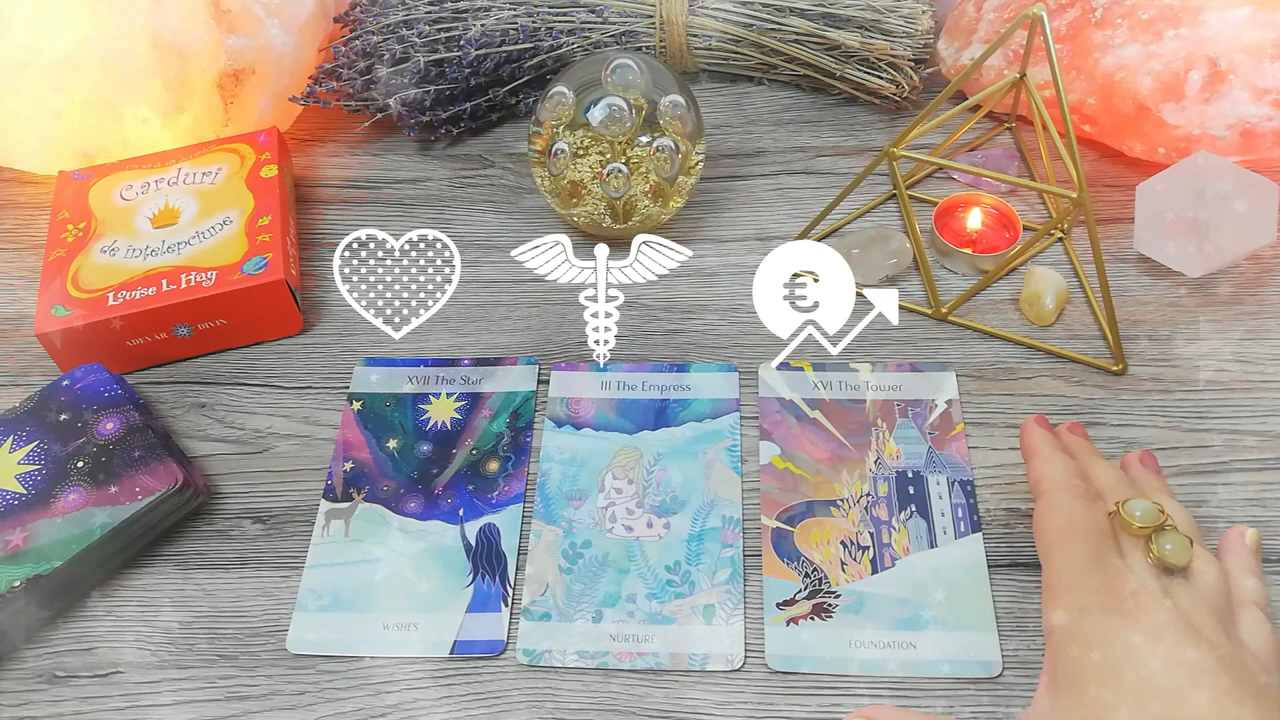 Carduri
de înțelepciune
Louise L. Hay
ADEVĂR DIVIN
€
XVII The Star
WISHES
III The Empress
NURTURE
XVI The Tower
FOUNDATION